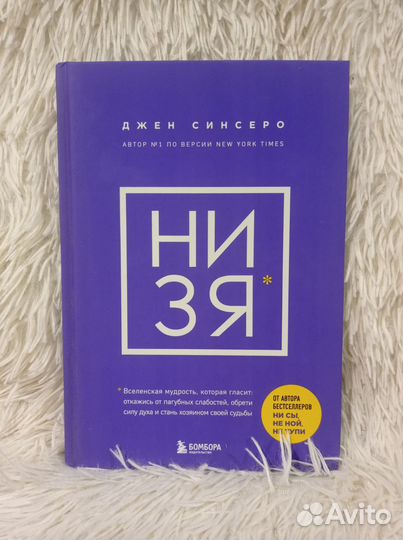 ДЖЕН СИНСЕРО
АВТОР №1 ПО ВЕРСИИ NEW YORK TIMES
НИ
ЗЯ*
* Вселенская мудрость, которая гласит:
откажись от пагубных слабостей, обрети
силу духа и стань хозяином своей судьбы
ОТ АВТОРА
БЕСТСЕЛЛЕРОВ
НИ СЫ,
НЕ НОЙ,
БОМБОРА
ИЗДАТЕЛЬСТВО
Avito